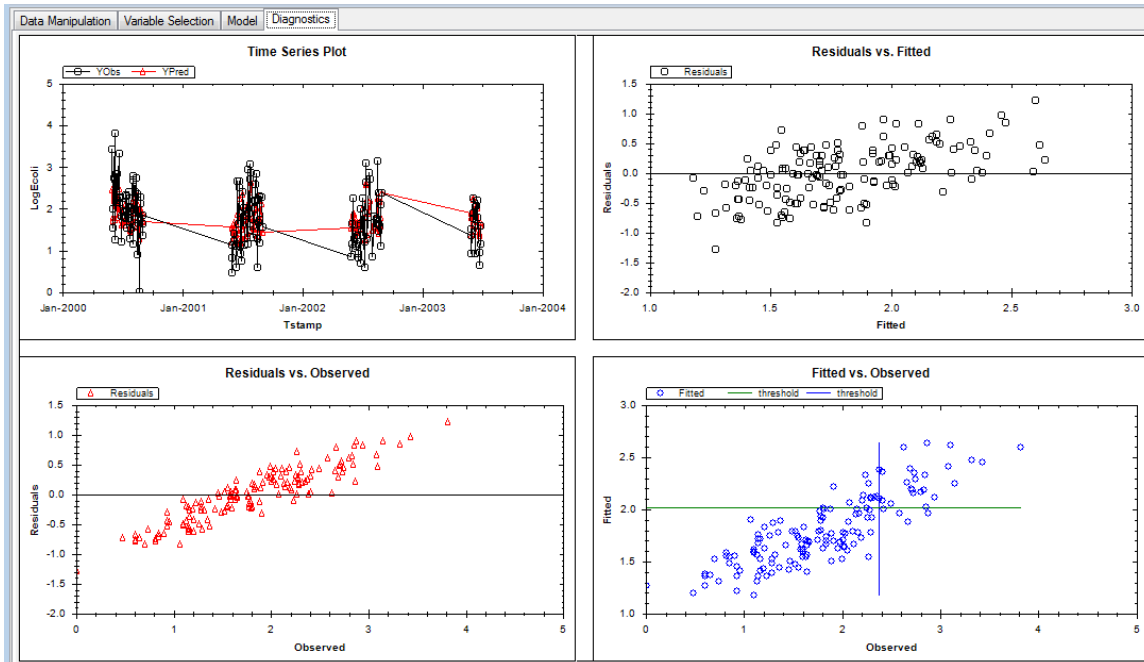 Data Manipulation Variable Selection Model Diagnostics
Time Series Plot
YObs YPred
5
4
3
2
1
0
LogEcoli
Jan-2000 Jan-2001 Jan-2002 Jan-2003 Jan-2004
Tstamp
Residuals vs. Fitted
Residuals
1.5
1.0
0.5
0.0
-0.5
-1.0
-1.5
-2.0
Residuals
1.0 1.5 2.0 2.5 3.0
Fitted
Residuals vs. Observed
Residuals
1.5
1.0
0.5
0.0
-0.5
-1.0
-1.5
-2.0
Residuals
0 1 2 3 4 5
Observed
Fitted vs. Observed
Fitted threshold threshold
3.0
2.5
2.0
1.5
1.0
Fitted
0 1 2 3 4 5
Observed